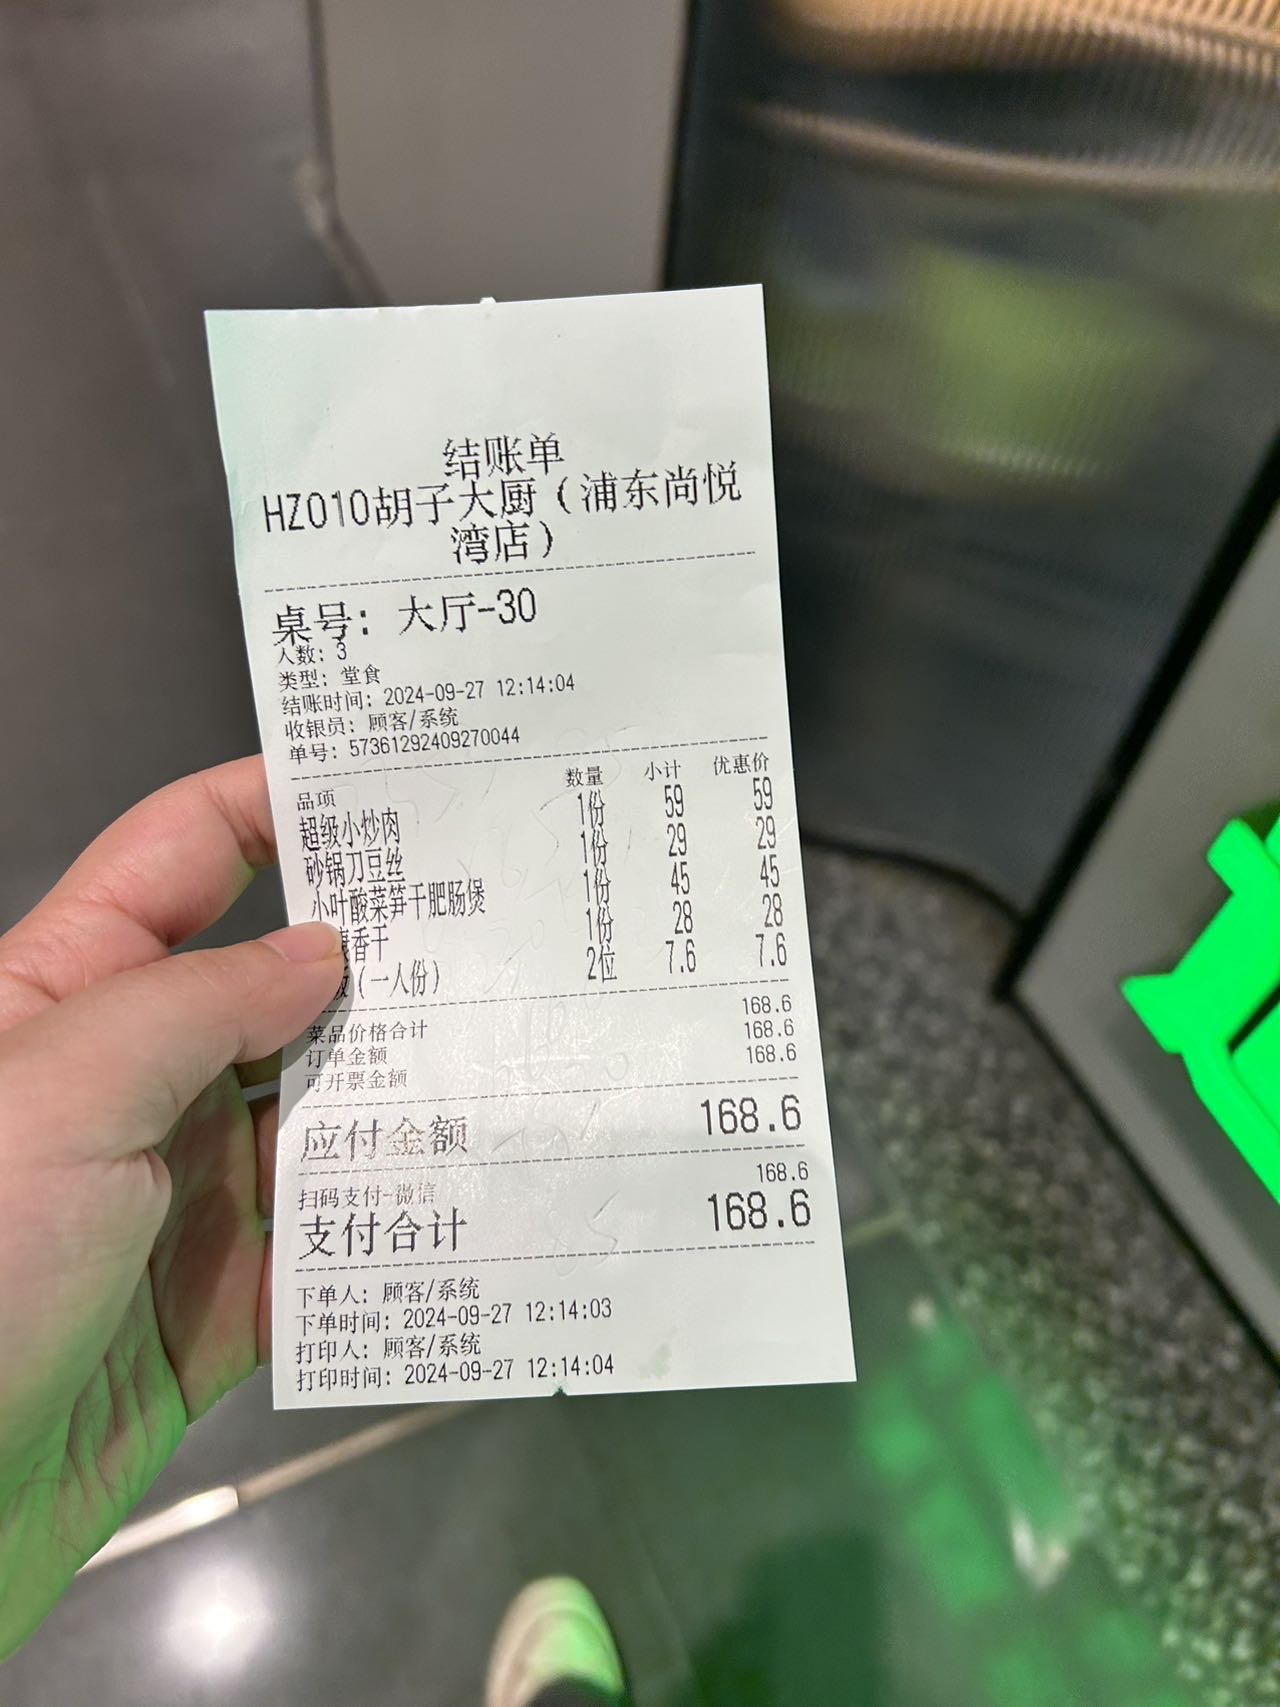 结账单
HZ010胡子大厨（浦东尚悦
湾店）
桌号：大厅-30
人数：3
类型：堂食
结账时间：2024-09-27 12:14:04
收银员：顾客/系统
单号：57361292409270044
品项 数量 小计 优惠价
超级小炒肉 1份 59 59
砂锅刀豆丝 1份 29 29
小叶酸菜笋干肥肠煲 1份 45 45
香干 1份 28 28
（一人份） 2位 7.6 7.6
菜品价格合计 168.6
订单金额 168.6
可开票金额 168.6
应付金额 168.6
扫码支付-微信 168.6
支付合计 168.6
下单人：顾客/系统
下单时间：2024-09-27 12:14:03
打印人：顾客/系统
打印时间：2024-09-27 12:14:04